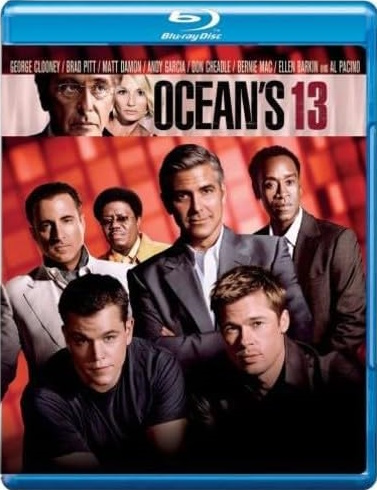 Blu-ray Disc
GEORGE CLOONEY / BRAD PITT / MATT DAMON / ANDY GARCIA / DON CHEADLE / BERNIE MAC / ELLEN BARKIN AND AL PACINO
OCEAN'S 13